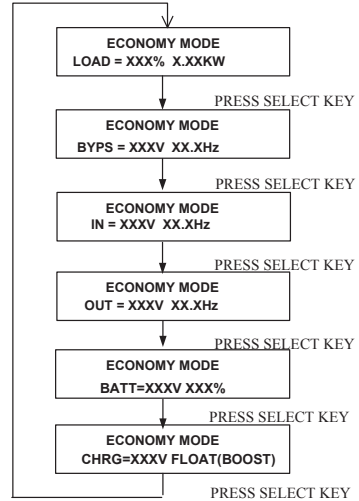 ECONOMY MODE
LOAD = XXX% X.XXKW
PRESS SELECT KEY
ECONOMY MODE
BYPS = XXXV XX.XHz
PRESS SELECT KEY
ECONOMY MODE
IN = XXXV XX.XHz
PRESS SELECT KEY
ECONOMY MODE
OUT = XXXV XX.XHz
PRESS SELECT KEY
ECONOMY MODE
BATT=XXXV XXX%
PRESS SELECT KEY
ECONOMY MODE
CHRG=XXXV FLOAT(BOOST)
PRESS SELECT KEY